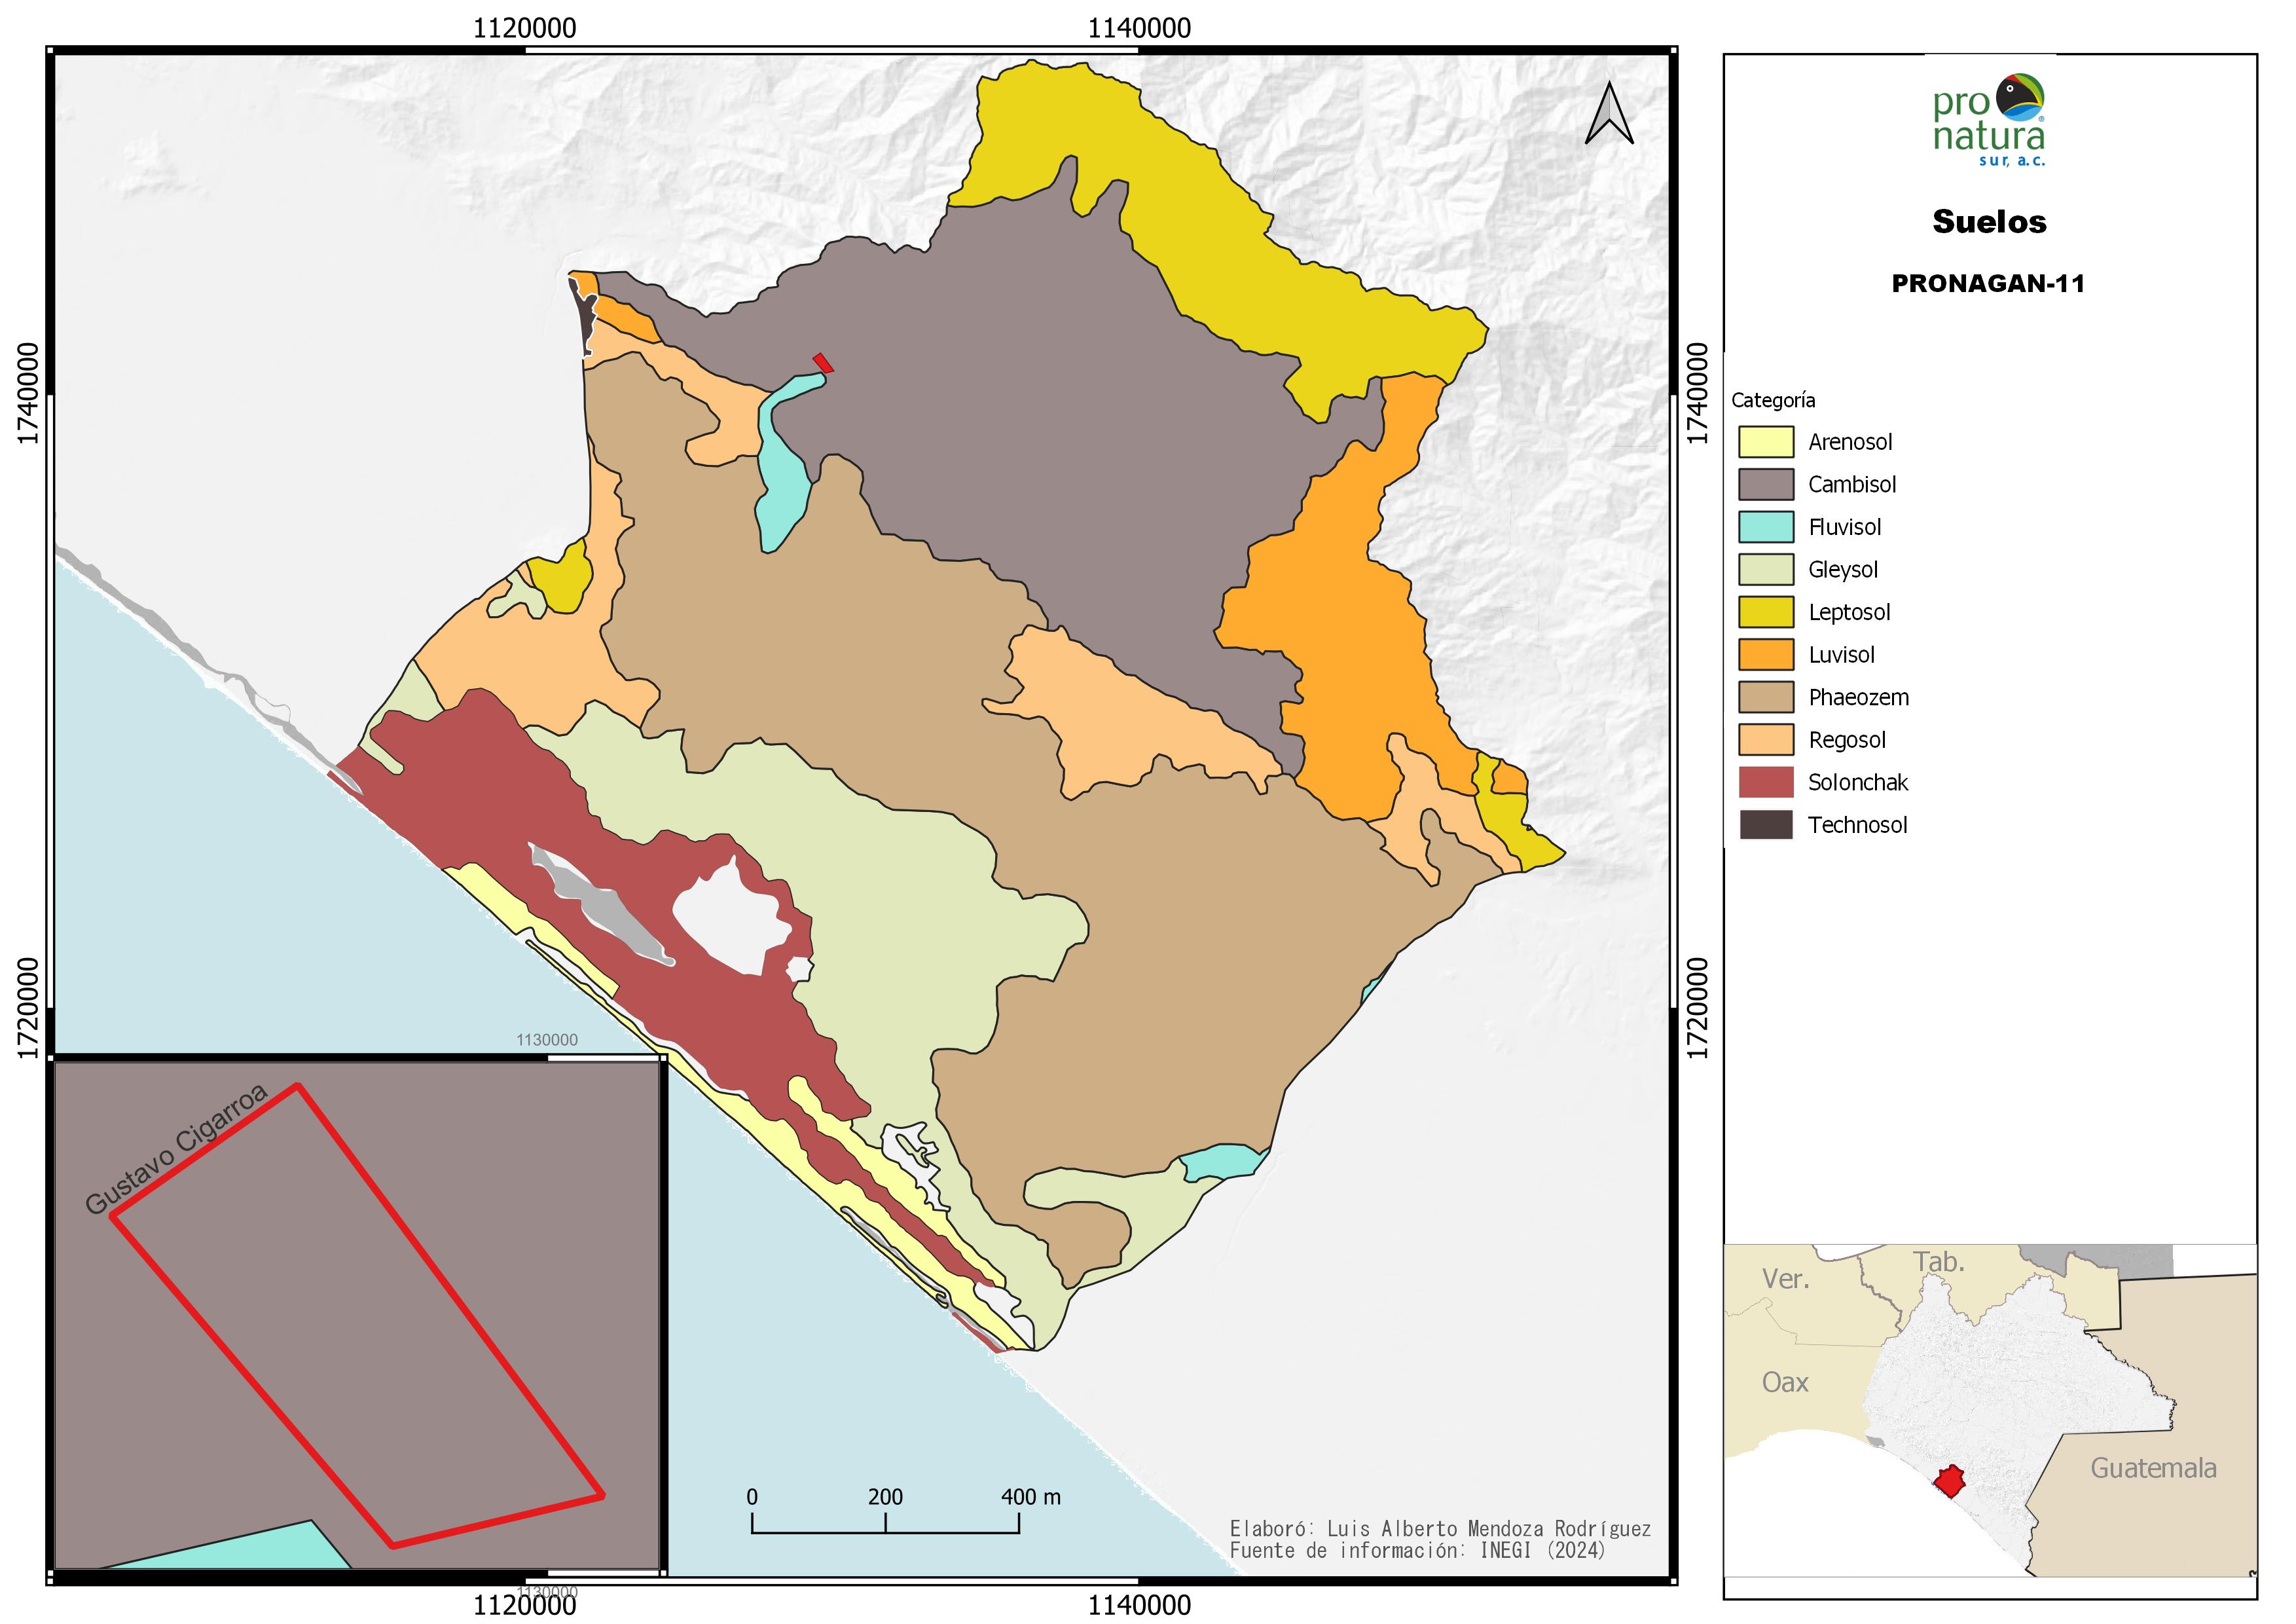 1120000
1140000
1740000
1740000
1720000
1720000
1130000
Gustavo Cigarroa
1130000
1120000
1140000
0
200
400 m
Elaboró: Luis Alberto Mendoza Rodríguez
Fuente de información: INEGI (2024)
pro
natura
sur, a.c.
Suelos
PRONAGAN-11
Categoría
Arenosol
Cambisol
Fluvisol
Gleysol
Leptosol
Luvisol
Phaeozem
Regosol
Solonchak
Technosol
Ver.
Tab.
Oax
Guatemala